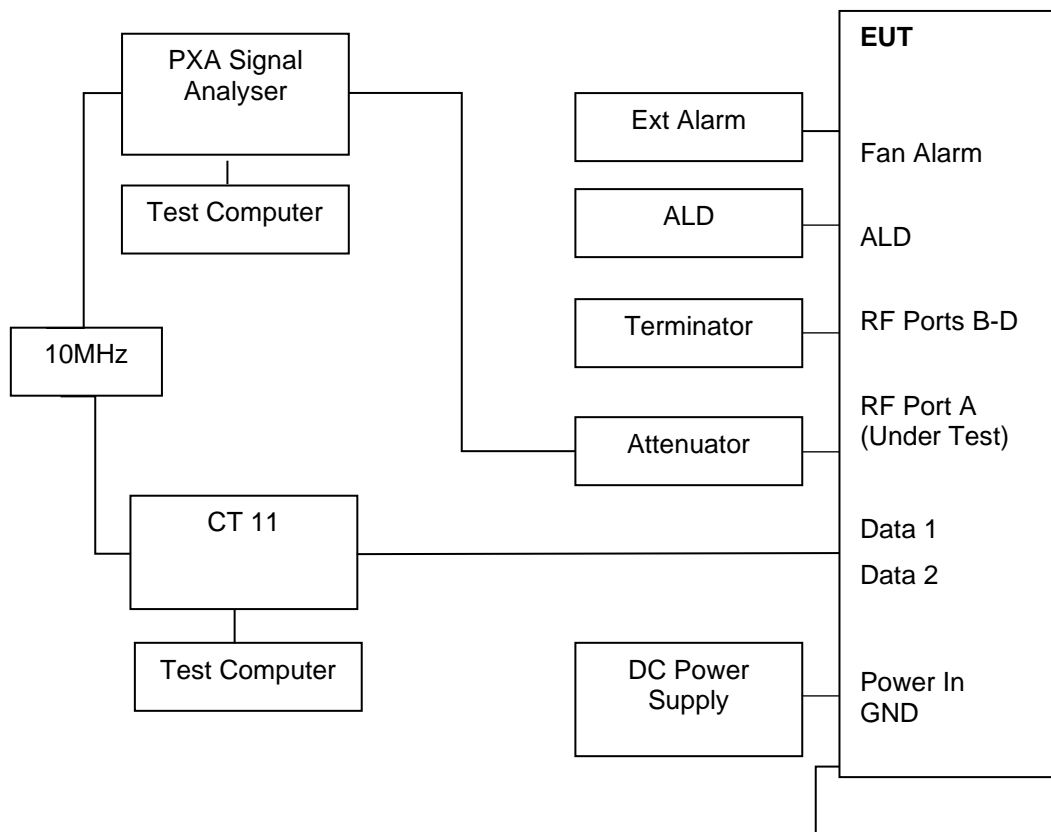 PXA Signal
Analyser
Test Computer
10MHz
CT 11
Test Computer
Ext Alarm
ALD
Terminator
Attenuator
DC Power
Supply
EUT
Fan Alarm
ALD
RF Ports B-D
RF Port A
(Under Test)
Data 1
Data 2
Power In
GND